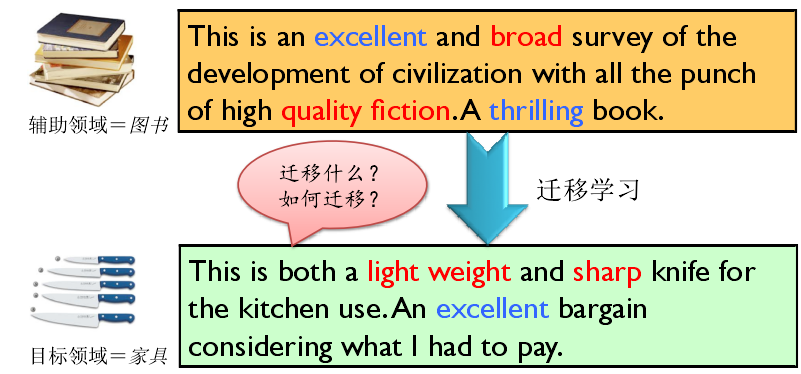 This is an excellent and broad survey of the
development of civilization with all the punch
of high quality fiction. A thrilling book.
辅助领域＝图书
迁移什么？
如何迁移？
迁移学习
This is both a light weight and sharp knife for
the kitchen use. An excellent bargain
considering what I had to pay.
目标领域＝家具